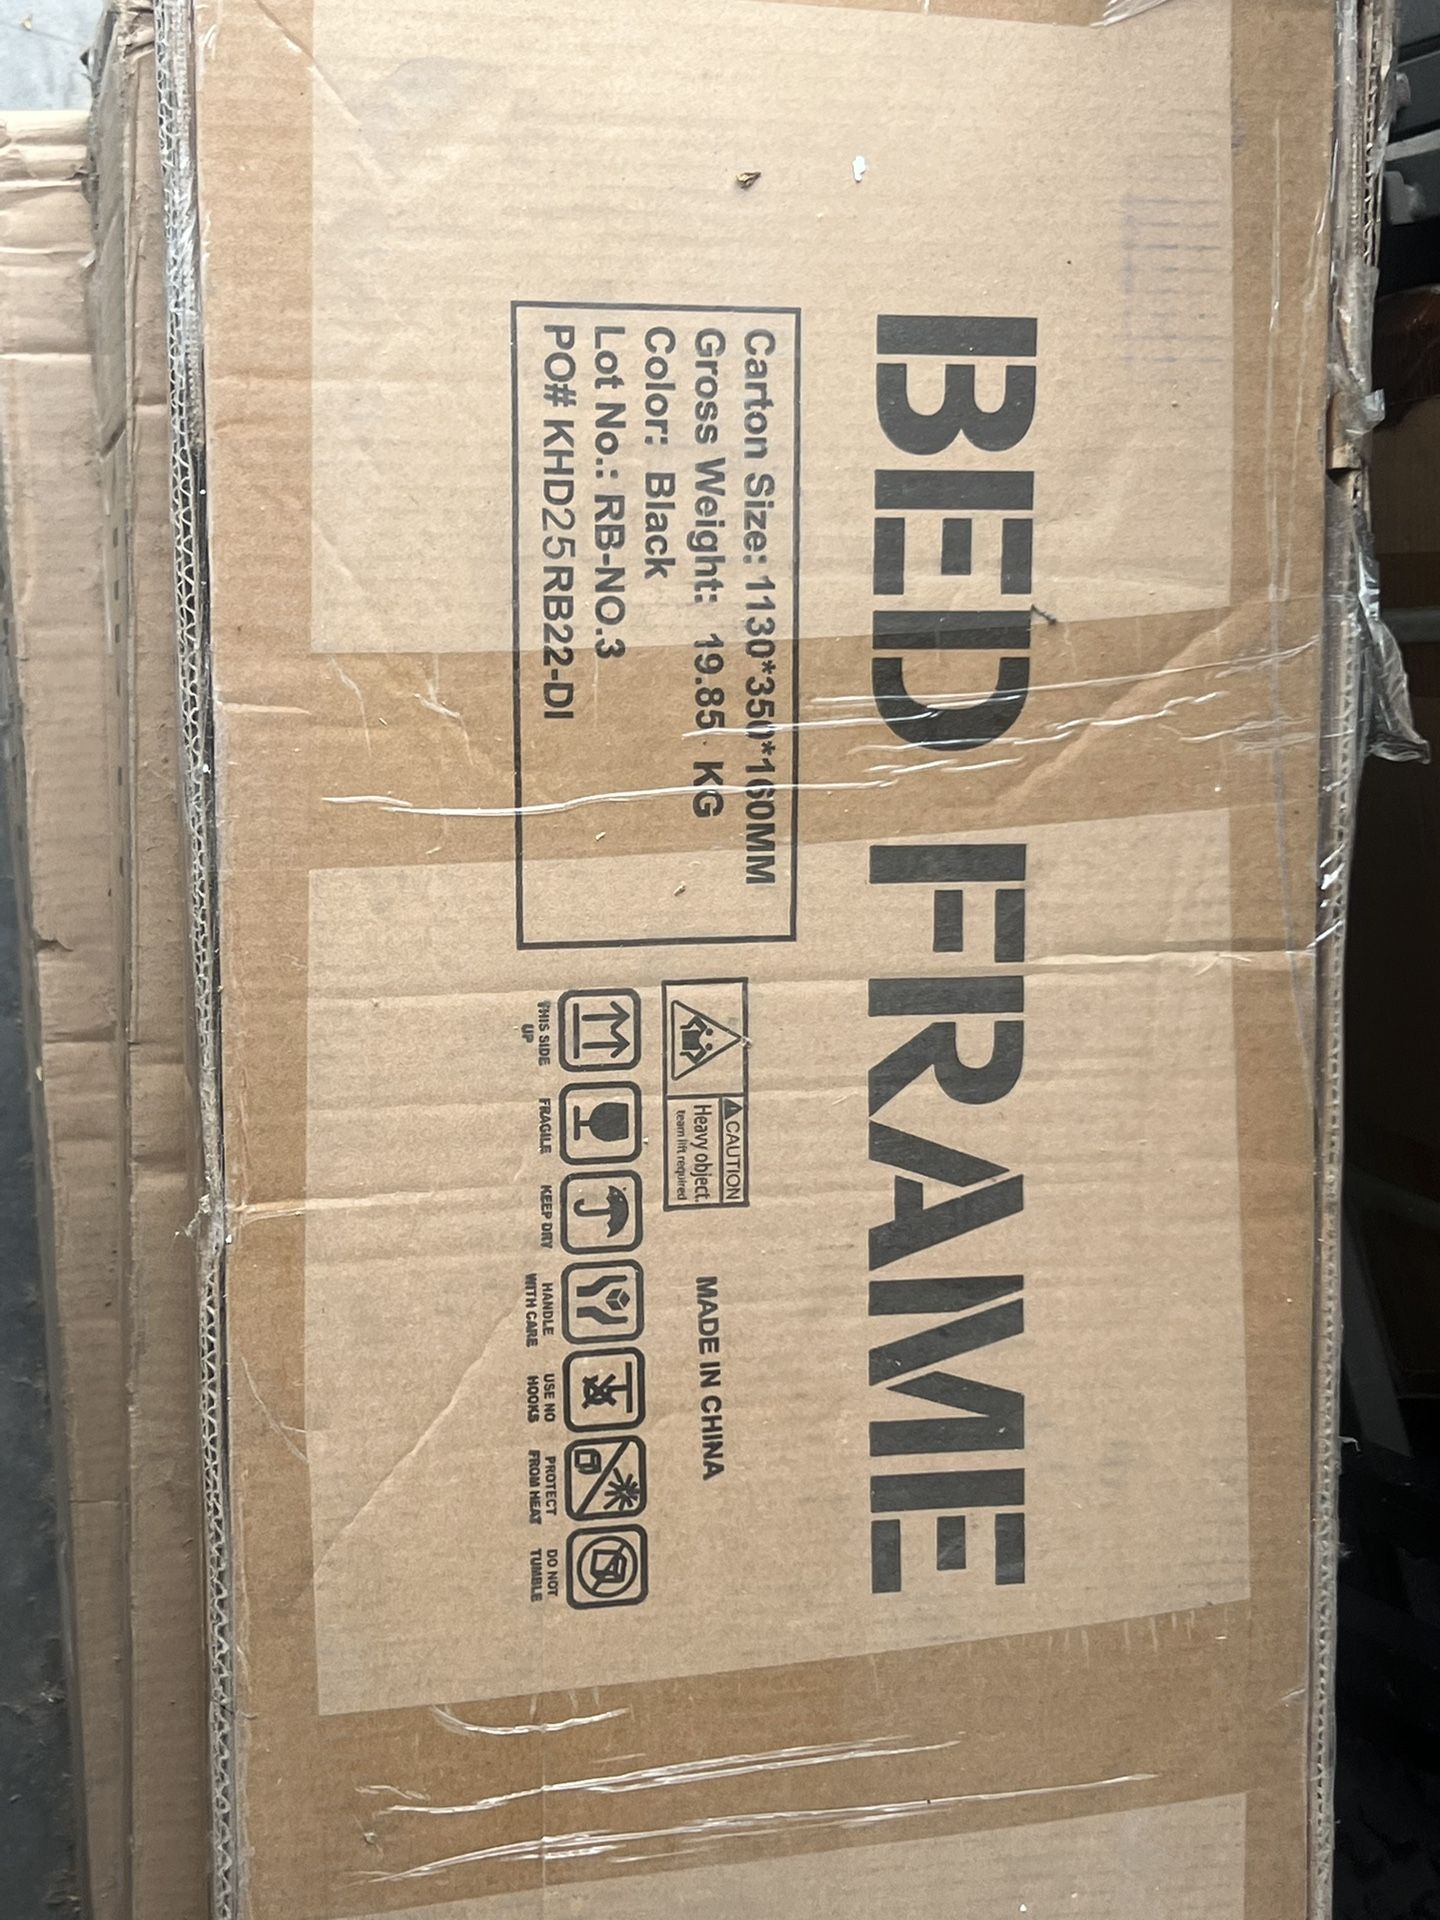 BED FRAME
Carton Size: 1130*350*160MM
Gross Weight: 19.85 KG
Color: Black
Lot No.: RB-NO.3
PO# KHD25RB22-DI
CAUTION
Heavy object.
team lift required
MADE IN CHINA
THIS SIDE UP
FRAGILE
KEEP DRY
HANDLE WITH CARE
USE NO HOOKS
PROTECT FROM HEAT
DO NOT TUMBLE